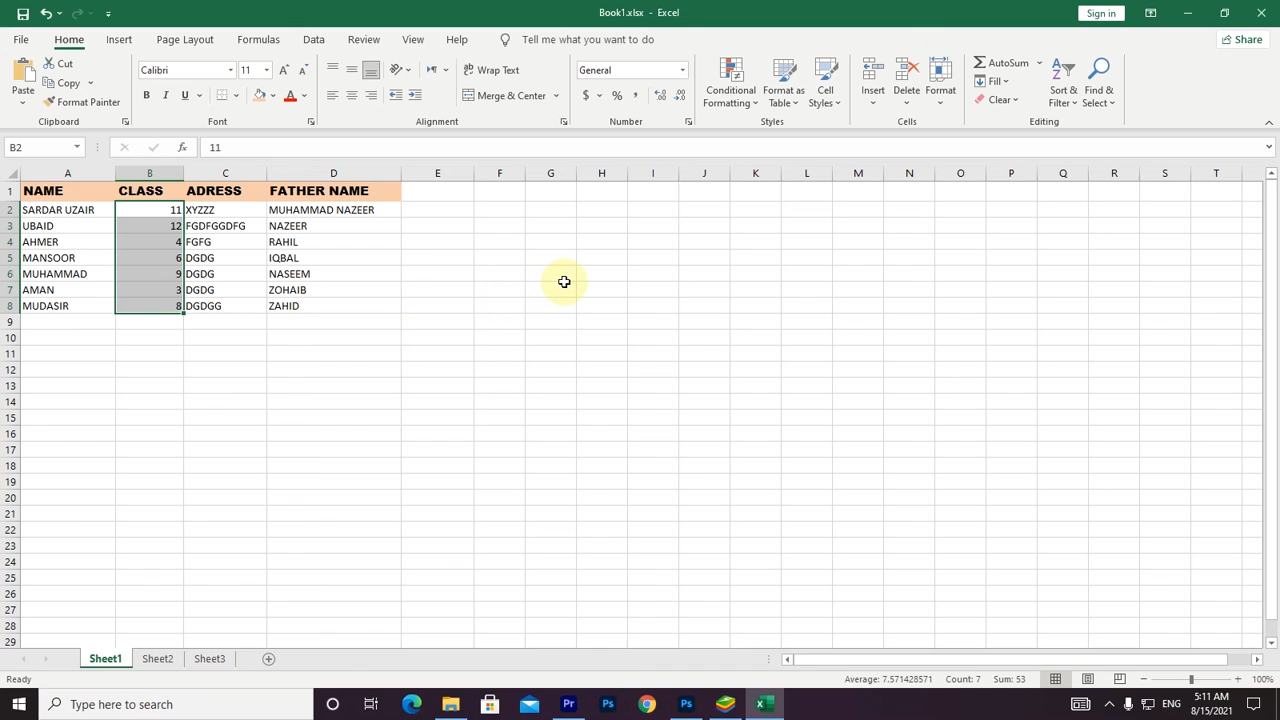 Book1.xlsx - Excel
Sign in
File Home Insert Page Layout Formulas Data Review View Help Tell me what you want to do Share
Paste
Cut
Copy
Format Painter
Clipboard
Calibri 11
B I U
Font
Wrap Text
Merge & Center
Alignment
General
$ % ,
Number
Conditional Formatting
Format as Table
Cell Styles
Styles
Insert
Delete
Format
Cells
AutoSum
Fill
Clear
Sort & Filter
Find & Select
Editing
B2 fx 11
A B C D E F G H I J K L M N O P Q R S T
1 NAME CLASS ADRESS FATHER NAME
2 SARDAR UZAIR 11 XYZZZ MUHAMMAD NAZEER
3 UBAID 12 FGDFGGDFG NAZEER
4 AHMER 4 FGFG RAHIL
5 MANSOOR 6 DGDG IQBAL
6 MUHAMMAD 9 DGDG NASEEM
7 AMAN 3 DGDG ZOHAIB
8 MUDASIR 8 DGDGG ZAHID
9
10
11
12
13
14
15
16
17
18
19
20
21
22
23
24
25
26
27
28
29
Sheet1 Sheet2 Sheet3
Ready Average: 7.571428571 Count: 7 Sum: 53 100%
Type here to search
ENG
5:11 AM
8/15/2021